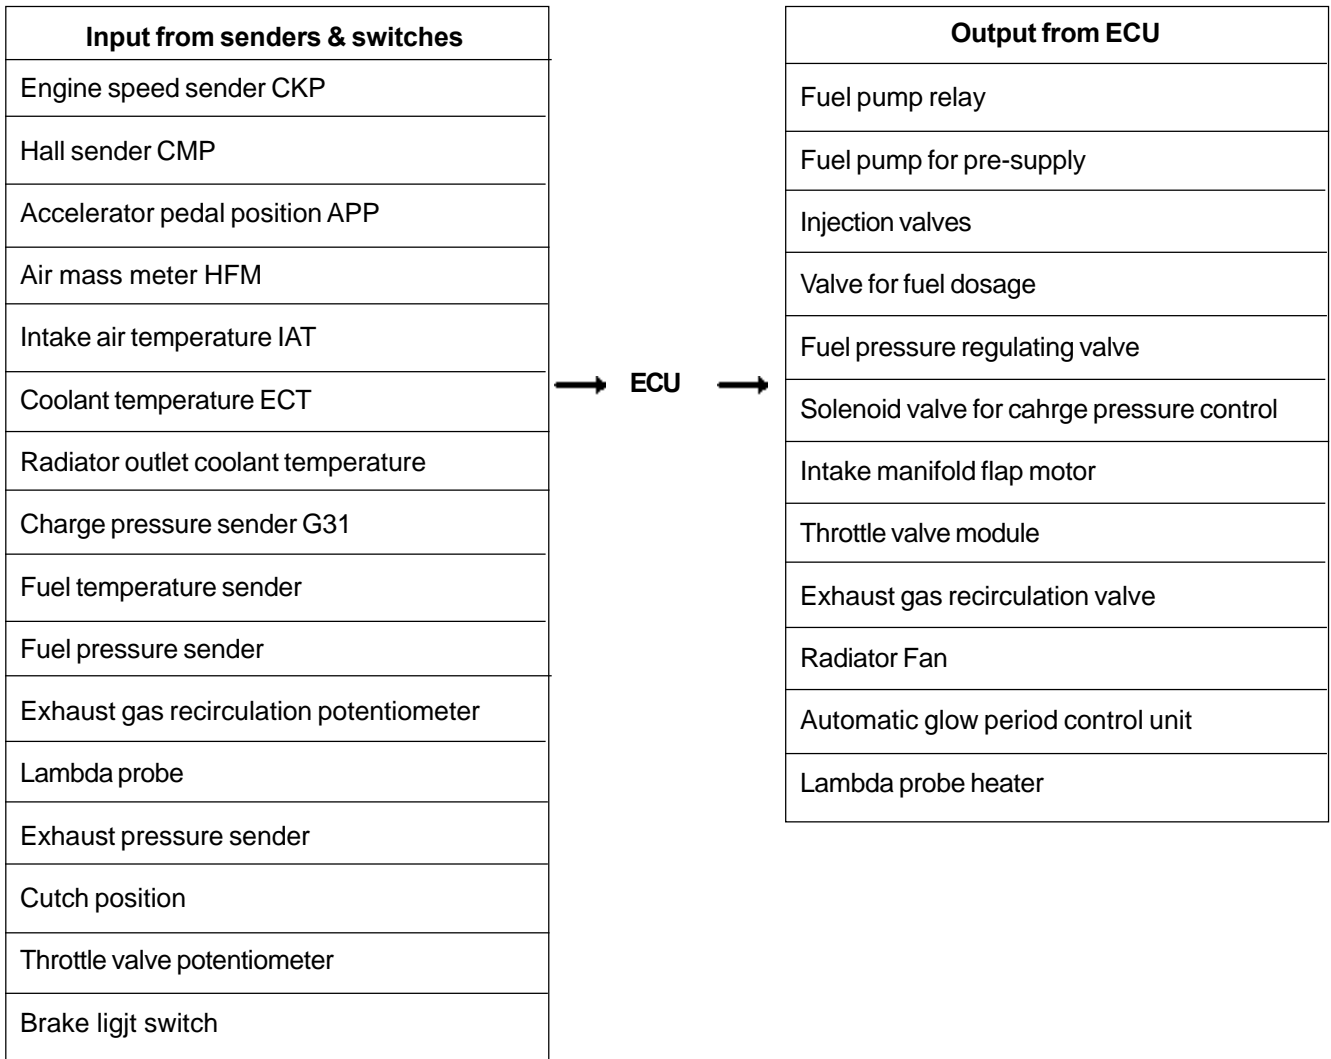 Input from senders & switches
Engine speed sender CKP
Hall sender CMP
Accelerator pedal position APP
Air mass meter HFM
Intake air temperature IAT
Coolant temperature ECT
Radiator outlet coolant temperature
Charge pressure sender G31
Fuel temperature sender
Fuel pressure sender
Exhaust gas recirculation potentiometer
Lambda probe
Exhaust pressure sender
Cutch position
Throttle valve potentiometer
Brake ligjt switch
ECU
Output from ECU
Fuel pump relay
Fuel pump for pre-supply
Injection valves
Valve for fuel dosage
Fuel pressure regulating valve
Solenoid valve for cahrge pressure control
Intake manifold flap motor
Throttle valve module
Exhaust gas recirculation valve
Radiator Fan
Automatic glow period control unit
Lambda probe heater